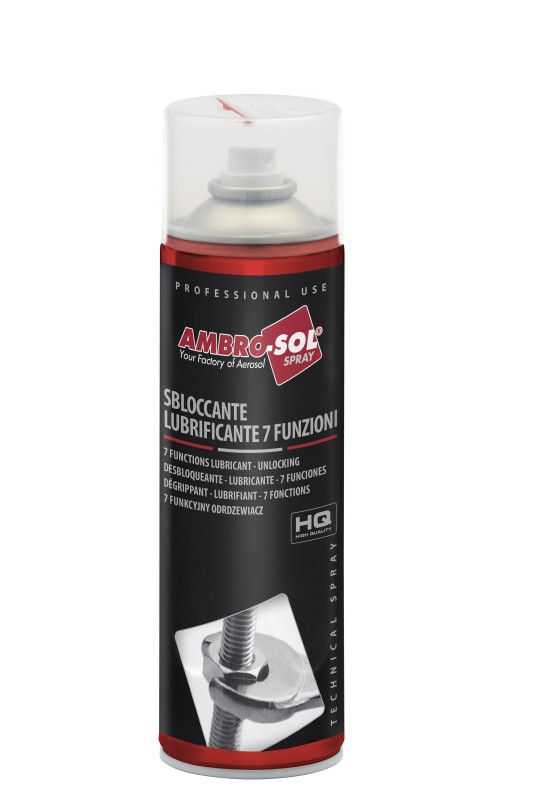 PROFESSIONAL USE
AMBRO-SOL®
SPRAY
Your Factory of Aerosol
SBLOCCANTE
LUBRIFICANTE 7 FUNZIONI
7 FUNCTIONS LUBRICANT - UNLOCKING
DESBLOQUEANTE - LUBRICANTE - 7 FUNCIONES
DÉGRIPPANT - LUBRIFIANT - 7 FONCTIONS
7 FUNKCYJNY ODRDZEWIACZ
HQ
HIGH QUALITY
TECHNICAL SPRAY